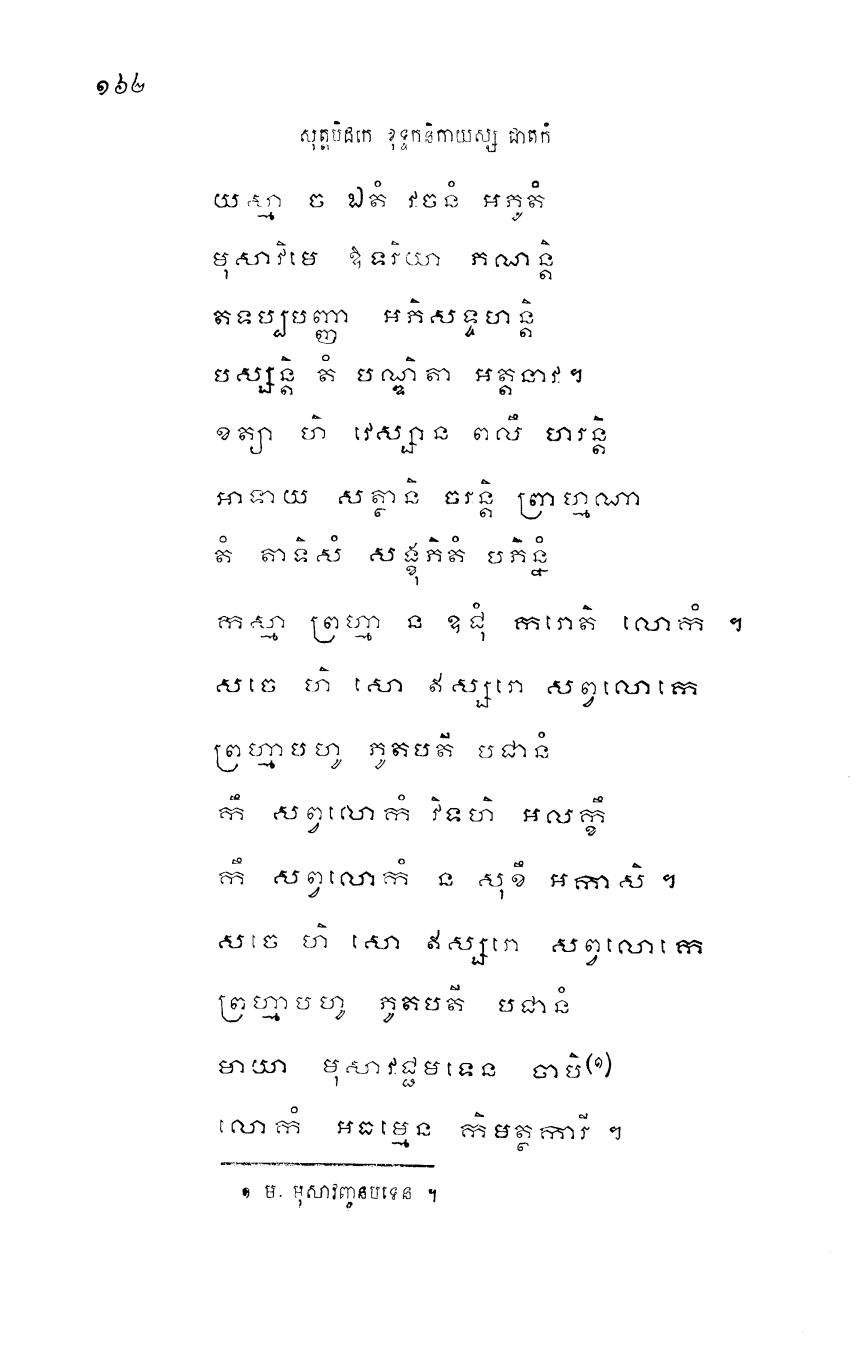 ១៦២
សុត្តបិដកេ ខុទ្ទកនិកាយស្ស ជាតកំ
យស្មា ច ឯតំ វចនំ អភូតំ
មុសាវិមេ ឱទរិយា ភណន្តិ
តទប្បបញ្ញា អភិសទ្ទហន្តិ
បស្សន្តិ តំ បណ្ឌិតា អត្តនាវ។
ខត្យា ហិ វេស្សាន ពលឹ ហរន្តិ
អាទាយ សត្ថានិ ចរន្តិ ព្រាហ្មណា
តំ តាទិសំ សង្ខុភិតំ បភិន្នំ
កស្មា ព្រហ្មា ន ឧជុំ ករោតិ លោកំ ។
សចេ ហិ សោ ឥស្សរោ សព្វលោកេ
ព្រហ្មាបហូ ភូតបតី បជានំ
កឹ សព្វលោកំ វិទហិ អលក្ខឹ
កឹ សព្វលោកំ ន សុខឹ អកាសិ ។
សចេ ហិ សោ ឥស្សរោ សព្វលោកេ
ព្រហ្មាបហូ ភូតបតី បជានំ
មាយា មុសាវជ្ជមទេន ចាបិ(១)
លោកំ អធម្មេន កិមត្ថការី ។
១ ម. មុសាវញ្ចនបទេន ។